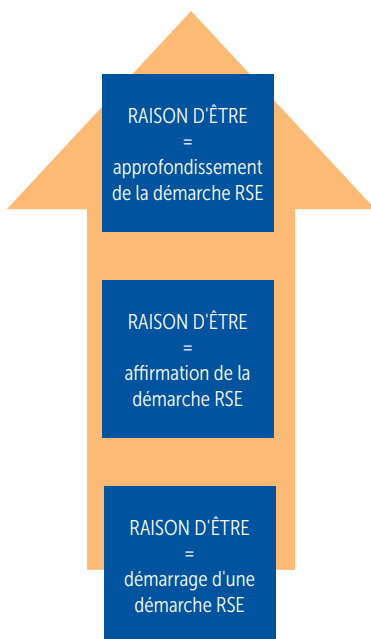 RAISON D'ÊTRE
=
approfondissement
de la démarche RSE
RAISON D'ÊTRE
=
affirmation de la
démarche RSE
RAISON D'ÊTRE
=
démarrage d'une
démarche RSE